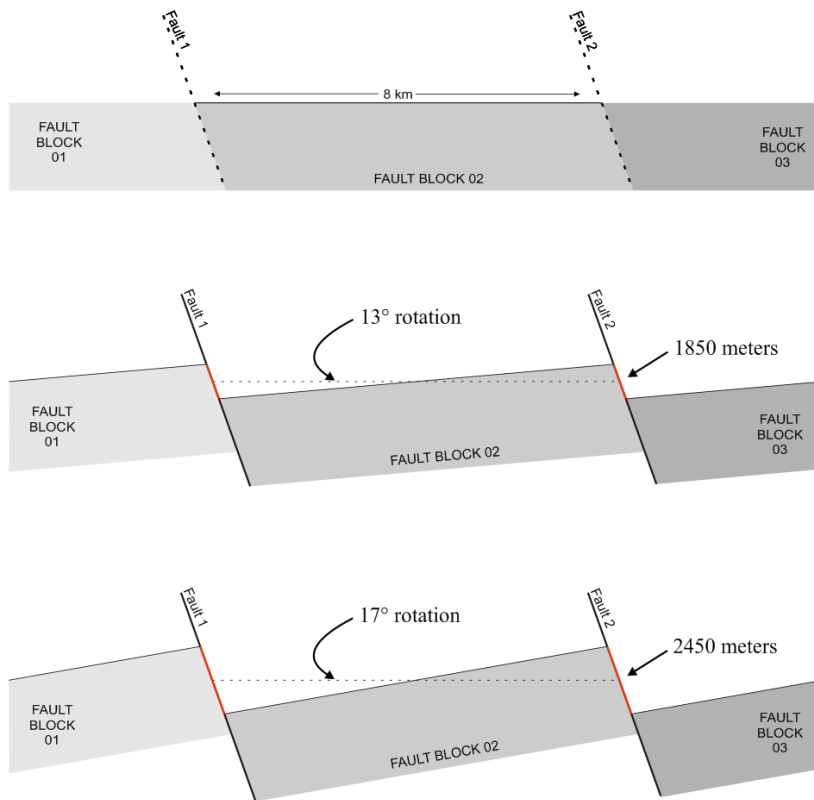 Fault 1
Fault 2
8 km
FAULT
BLOCK
01
FAULT BLOCK 02
FAULT
BLOCK
03
Fault 1
Fault 2
13° rotation
1850 meters
FAULT
BLOCK
01
FAULT BLOCK 02
FAULT
BLOCK
03
Fault 1
Fault 2
17° rotation
2450 meters
FAULT
BLOCK
01
FAULT BLOCK 02
FAULT
BLOCK
03